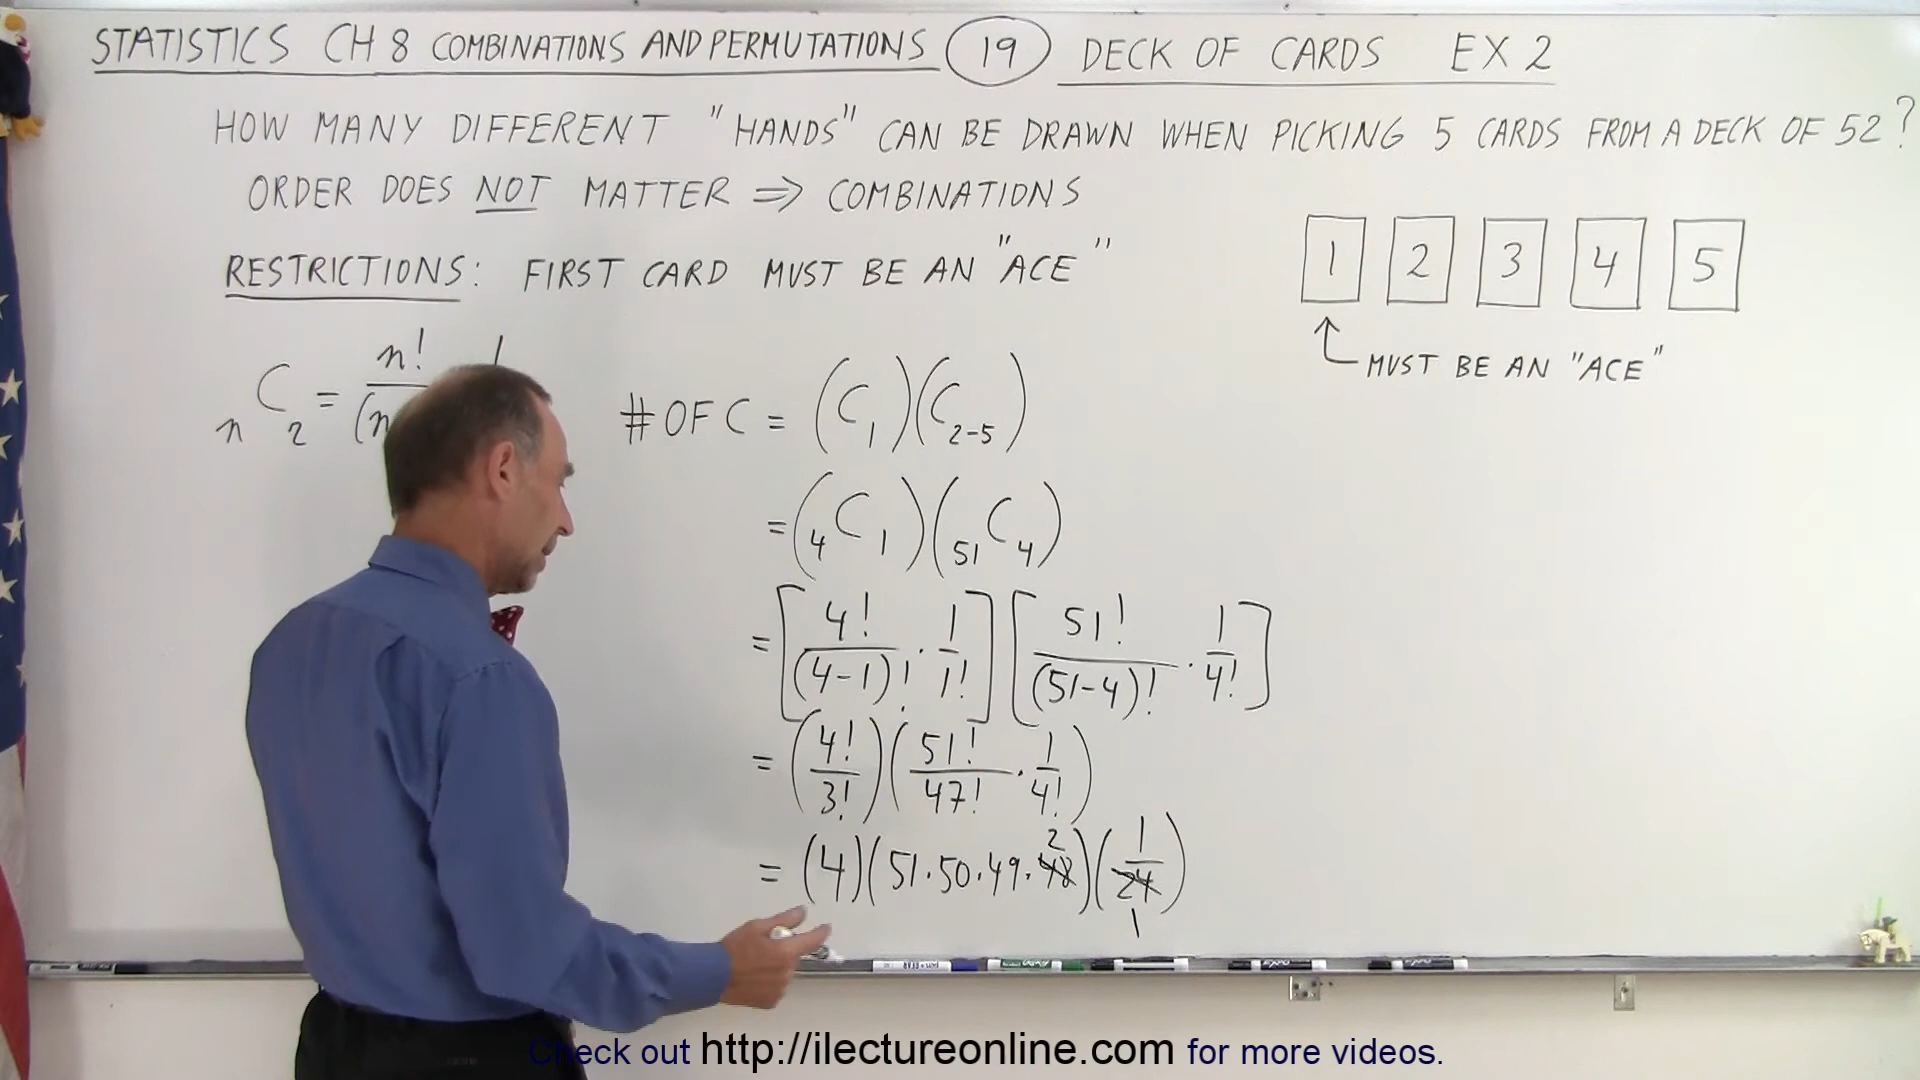 STATISTICS CH 8 COMBINATIONS AND PERMUTATIONS 19 DECK OF CARDS EX 2
HOW MANY DIFFERENT "HANDS" CAN BE DRAWN WHEN PICKING 5 CARDS FROM A DECK OF 52?
ORDER DOES NOT MATTER ⇒ COMBINATIONS
RESTRICTIONS: FIRST CARD MUST BE AN "ACE"
1 2 3 4 5
MUST BE AN "ACE"
n C 2 = n! / (n
# OF C = (C1)(C2-5)
= (4C1)(51C4)
= [4!/(4-1)! · 1/1!] [51!/(51-4)! · 1/4!]
= (4!/3!)(51!/47! · 1/4!)
= (4)(51·50·49·48 2)(1/24 1)
Check out http://ilectureonline.com for more videos.